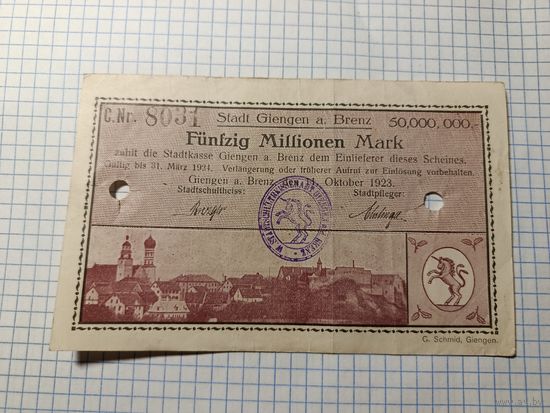 C.Nr. 8031 Stadt Giengen a. Brenz 50,000,000,-
Fünfzig Millionen Mark
zahlt die Stadtkasse Giengen a. Brenz dem Einlieferer dieses Scheines.
Gültig bis 31. März 1924. Verlängerung oder früherer Aufruf zur Einlösung vorbehalten.
Giengen a. Brenz Oktober 1923.
Stadtschultheiss: Stadtpfleger:
G. Schmid, Giengen.